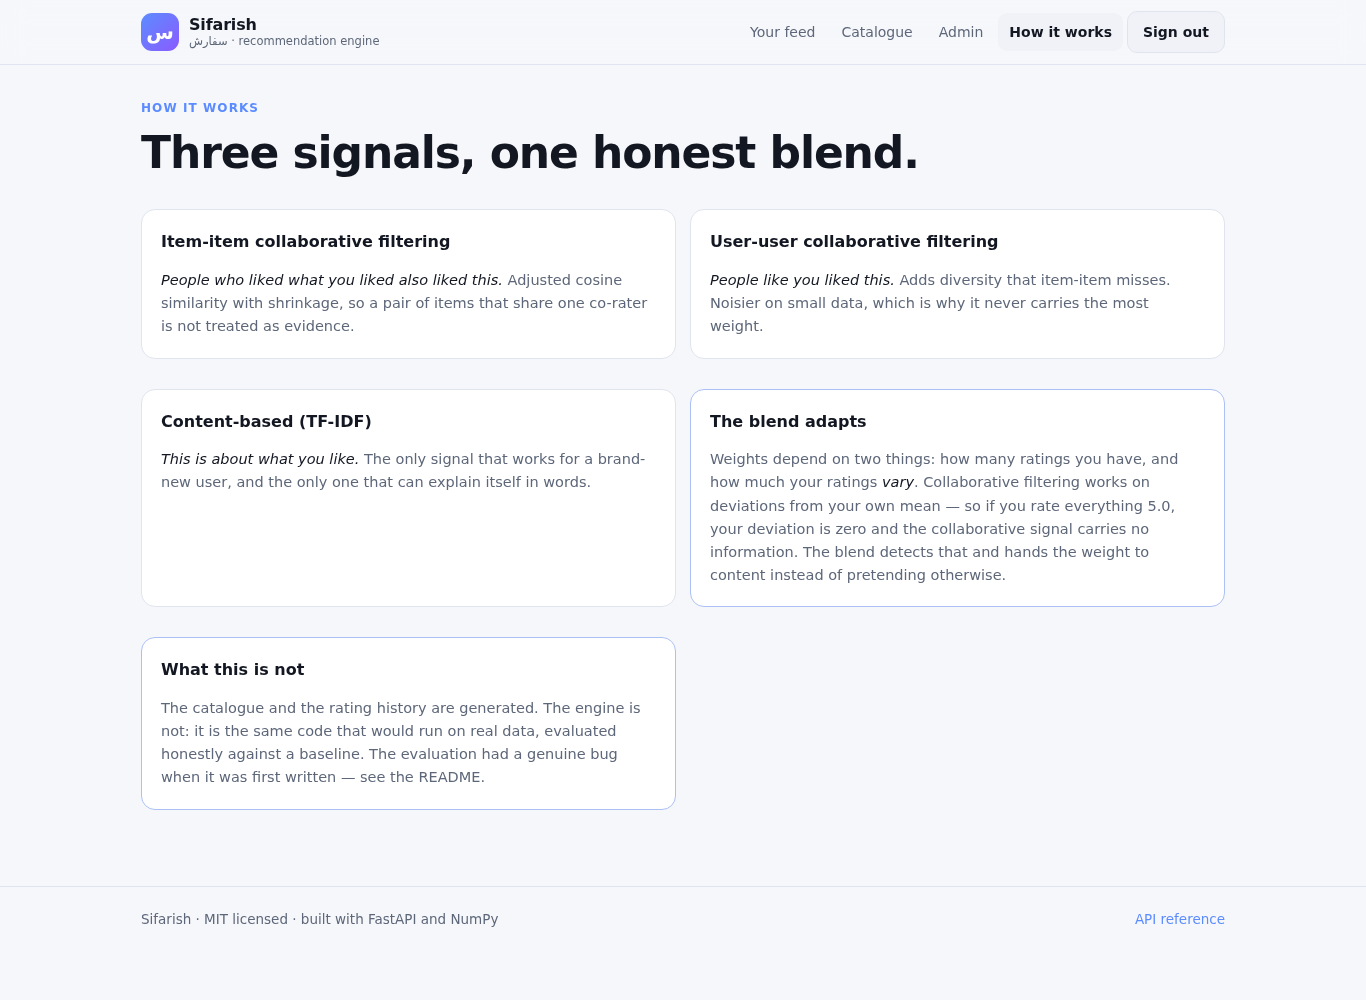 س
Sifarish
سفارش · recommendation engine
Your feed
Catalogue
Admin
How it works
Sign out
HOW IT WORKS
Three signals, one honest blend.
Item-item collaborative filtering
People who liked what you liked also liked this. Adjusted cosine
similarity with shrinkage, so a pair of items that share one co-rater
is not treated as evidence.
User-user collaborative filtering
People like you liked this. Adds diversity that item-item misses.
Noisier on small data, which is why it never carries the most
weight.
Content-based (TF-IDF)
This is about what you like. The only signal that works for a brand-
new user, and the only one that can explain itself in words.
The blend adapts
Weights depend on two things: how many ratings you have, and
how much your ratings vary. Collaborative filtering works on
deviations from your own mean — so if you rate everything 5.0,
your deviation is zero and the collaborative signal carries no
information. The blend detects that and hands the weight to
content instead of pretending otherwise.
What this is not
The catalogue and the rating history are generated. The engine is
not: it is the same code that would run on real data, evaluated
honestly against a baseline. The evaluation had a genuine bug
when it was first written — see the README.
Sifarish · MIT licensed · built with FastAPI and NumPy
API reference